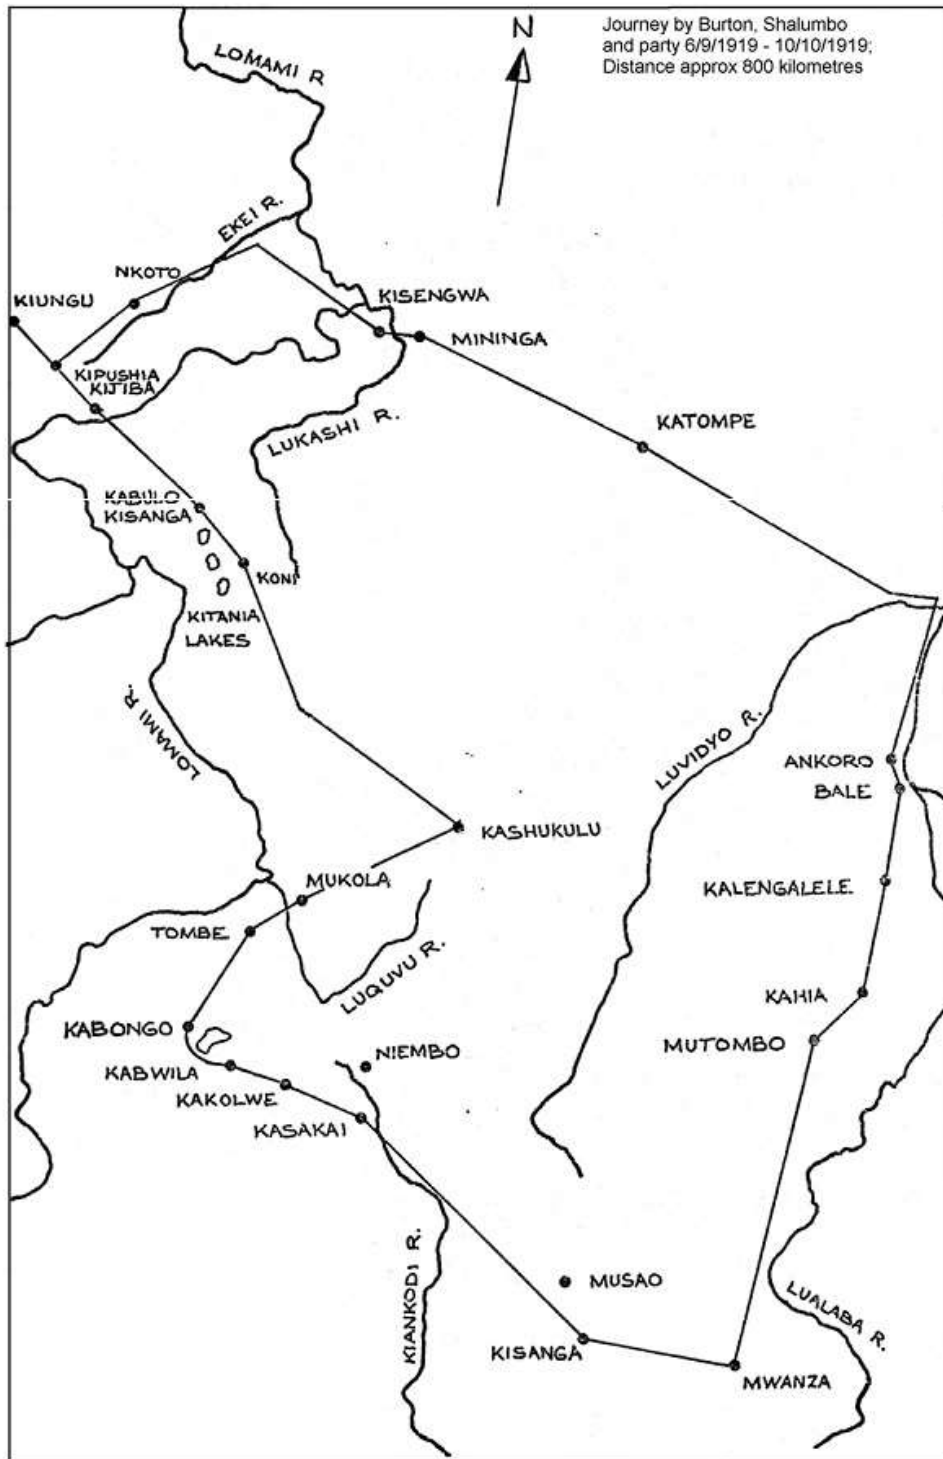 Journey by Burton, Shalumbo
and party 6/9/1919 - 10/10/1919;
Distance approx 800 kilometres
N
LOMAMI R
EKEI R.
NKOTO
KIUNGU
KISENGWA
MININGA
KIPUSHIA
KIJIBA
LUKASHI R.
KATOMPE
KABULO
KISANGA
KONI
KITANIA
LAKES
LOMAMI R.
LUVIDYO R.
ANKORO
BALE
KASHUKULU
MUKOLA
KALENGALELE
TOMBE
LUQUVU R.
KAHIA
KABONGO
MUTOMBO
NIEMBO
KABWILA
KAKOLWE
KASAKAI
KIANKODI R.
MUSAO
LUALABA R.
KISANGA
MWANZA